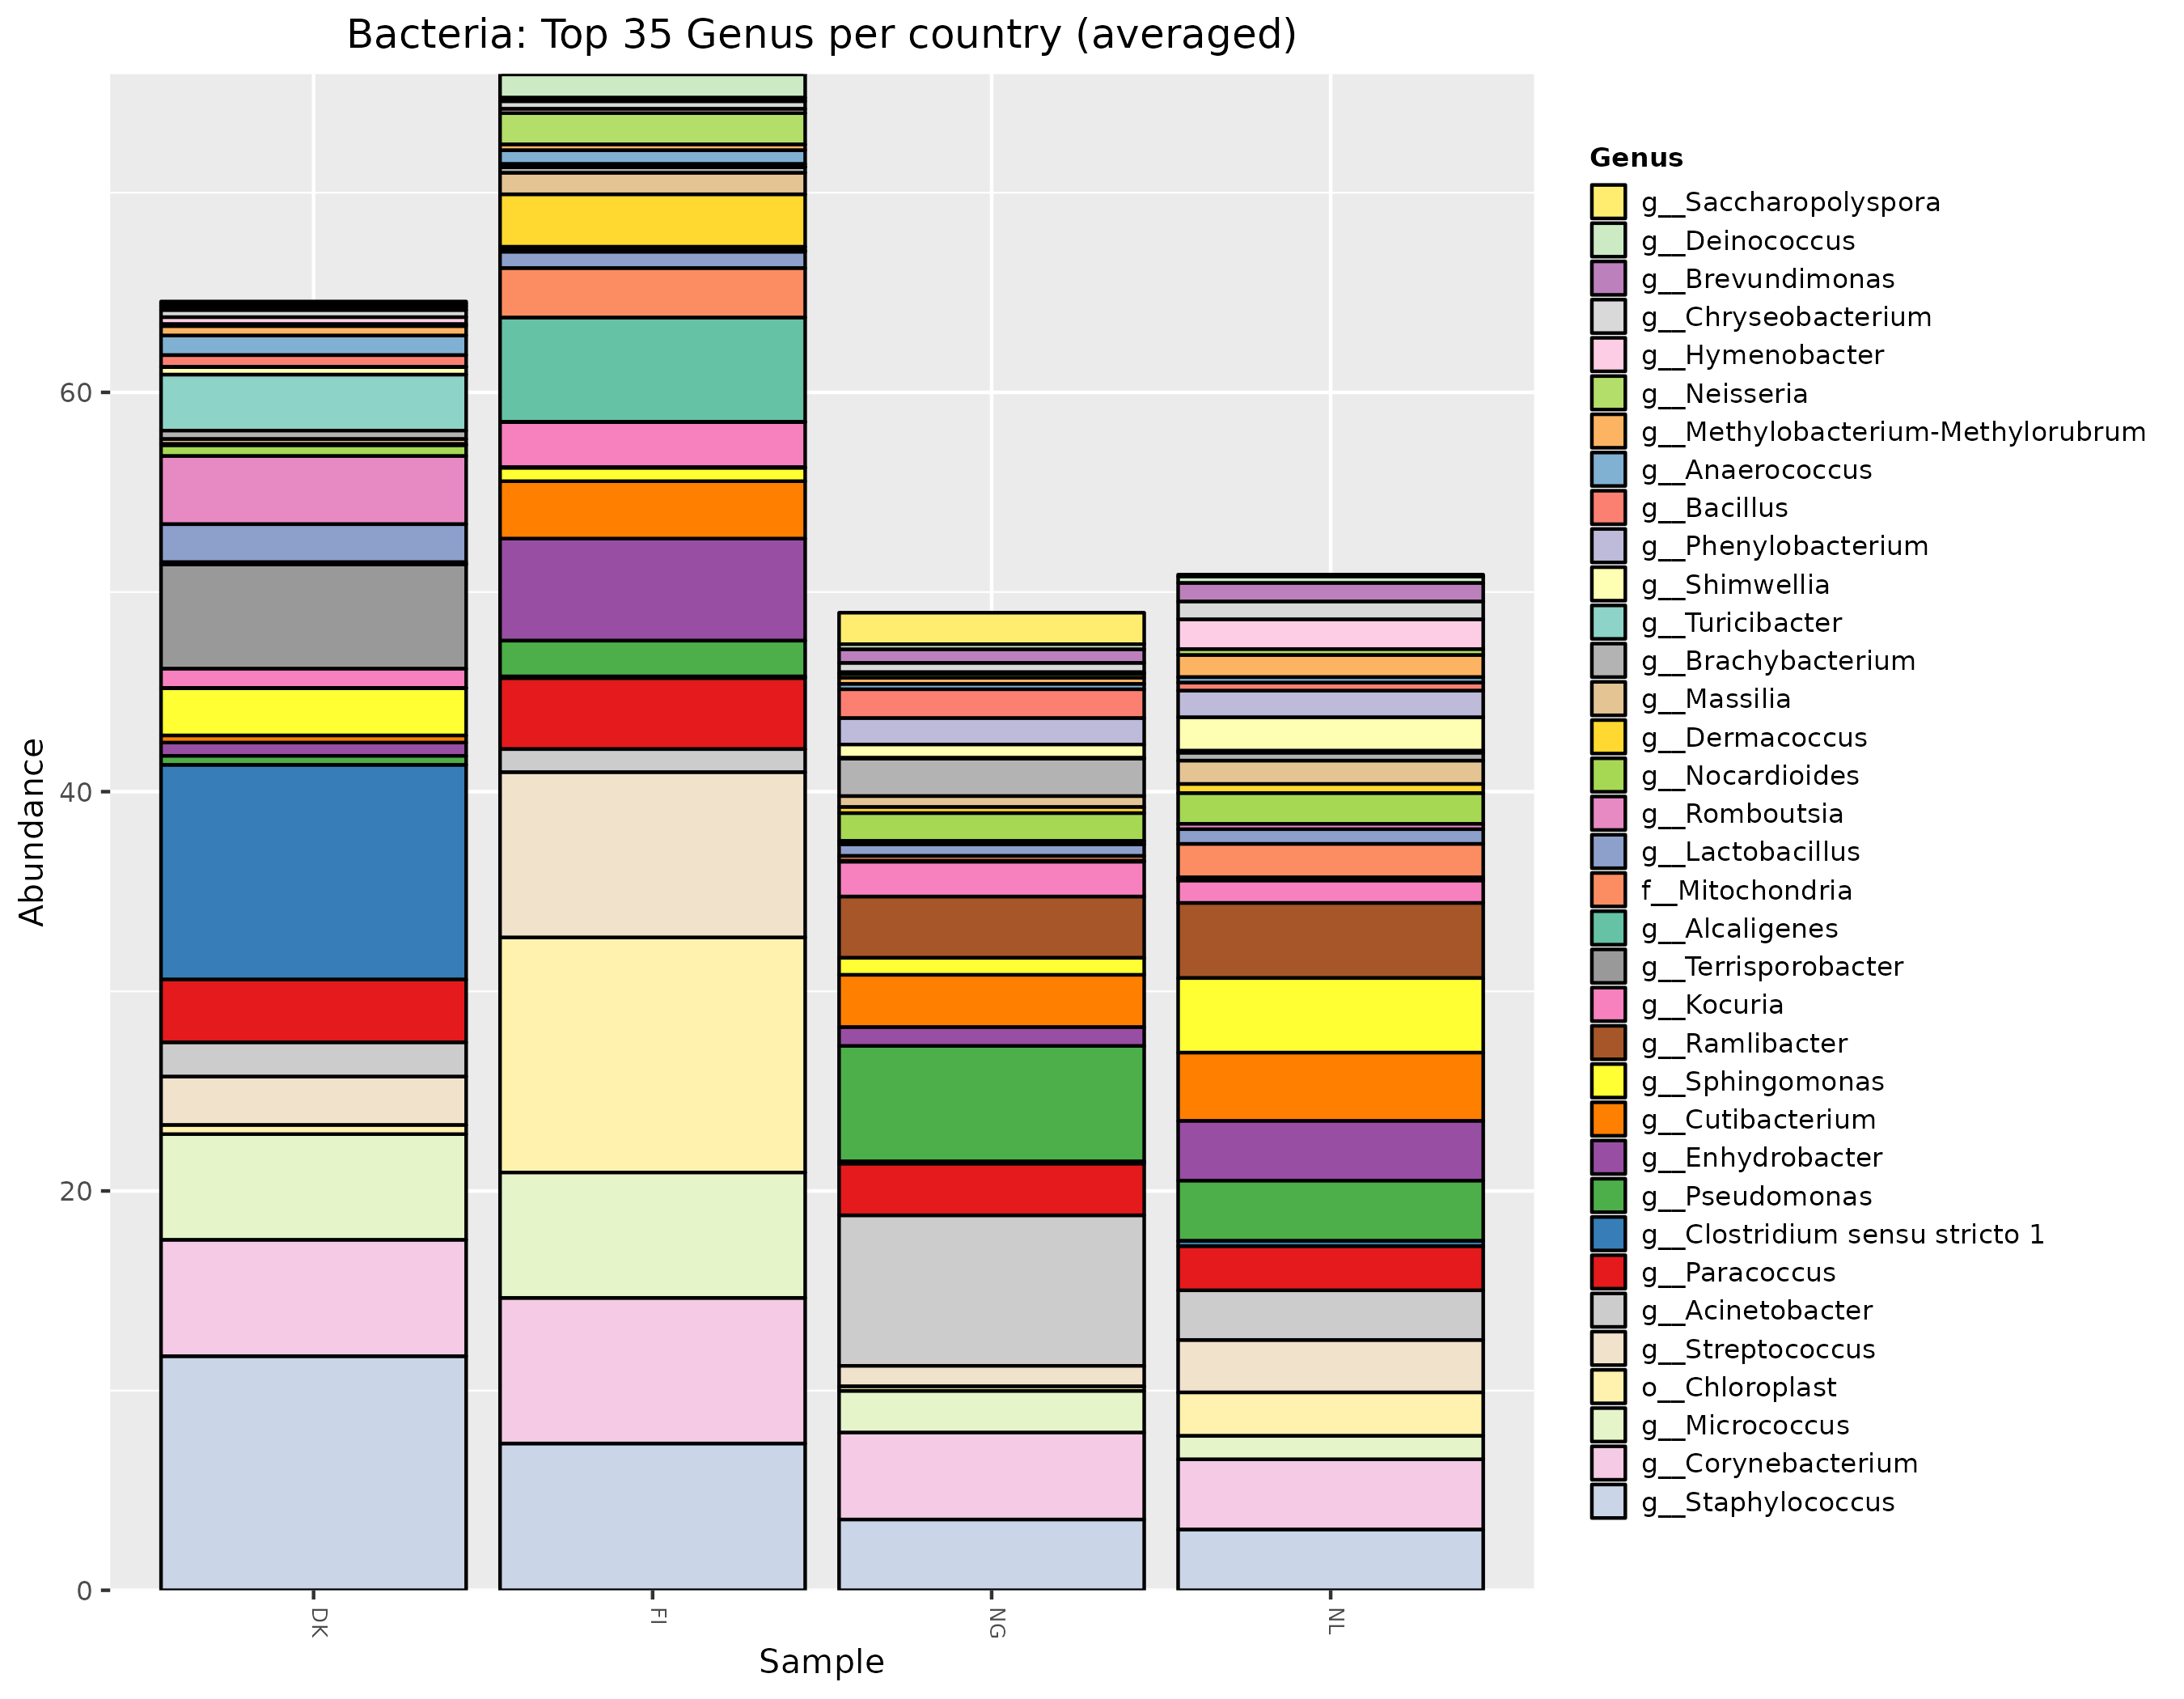 Bacteria: Top 35 Genus per country (averaged)
Abundance
60
40
20
0
DK
FI
NG
NL
Sample
Genus
g__Saccharopolyspora
g__Deinococcus
g__Brevundimonas
g__Chryseobacterium
g__Hymenobacter
g__Neisseria
g__Methylobacterium-Methylorubrum
g__Anaerococcus
g__Bacillus
g__Phenylobacterium
g__Shimwellia
g__Turicibacter
g__Brachybacterium
g__Massilia
g__Dermacoccus
g__Nocardioides
g__Romboutsia
g__Lactobacillus
f__Mitochondria
g__Alcaligenes
g__Terrisporobacter
g__Kocuria
g__Ramlibacter
g__Sphingomonas
g__Cutibacterium
g__Enhydrobacter
g__Pseudomonas
g__Clostridium sensu stricto 1
g__Paracoccus
g__Acinetobacter
g__Streptococcus
o__Chloroplast
g__Micrococcus
g__Corynebacterium
g__Staphylococcus